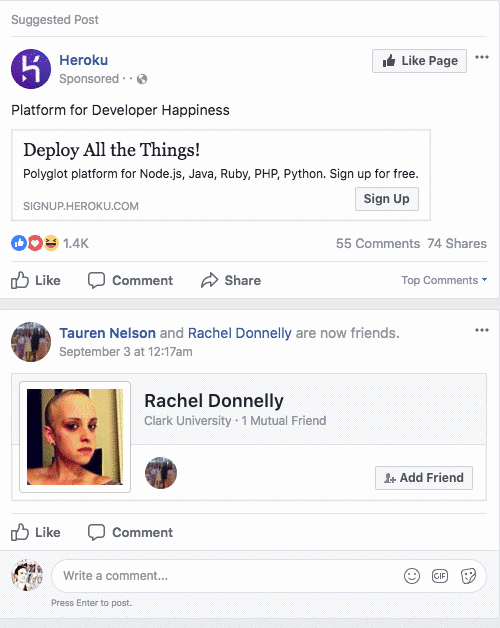 Suggested Post
Heroku
Like Page
Sponsored · ·
Platform for Developer Happiness
Deploy All the Things!
Polyglot platform for Node.js, Java, Ruby, PHP, Python. Sign up for free.
SIGNUP.HEROKU.COM
Sign Up
1.4K
55 Comments 74 Shares
Like Comment Share
Top Comments
Tauren Nelson and Rachel Donnelly are now friends.
September 3 at 12:17am
Rachel Donnelly
Clark University · 1 Mutual Friend
Add Friend
Like Comment
Write a comment...
GIF
Press Enter to post.